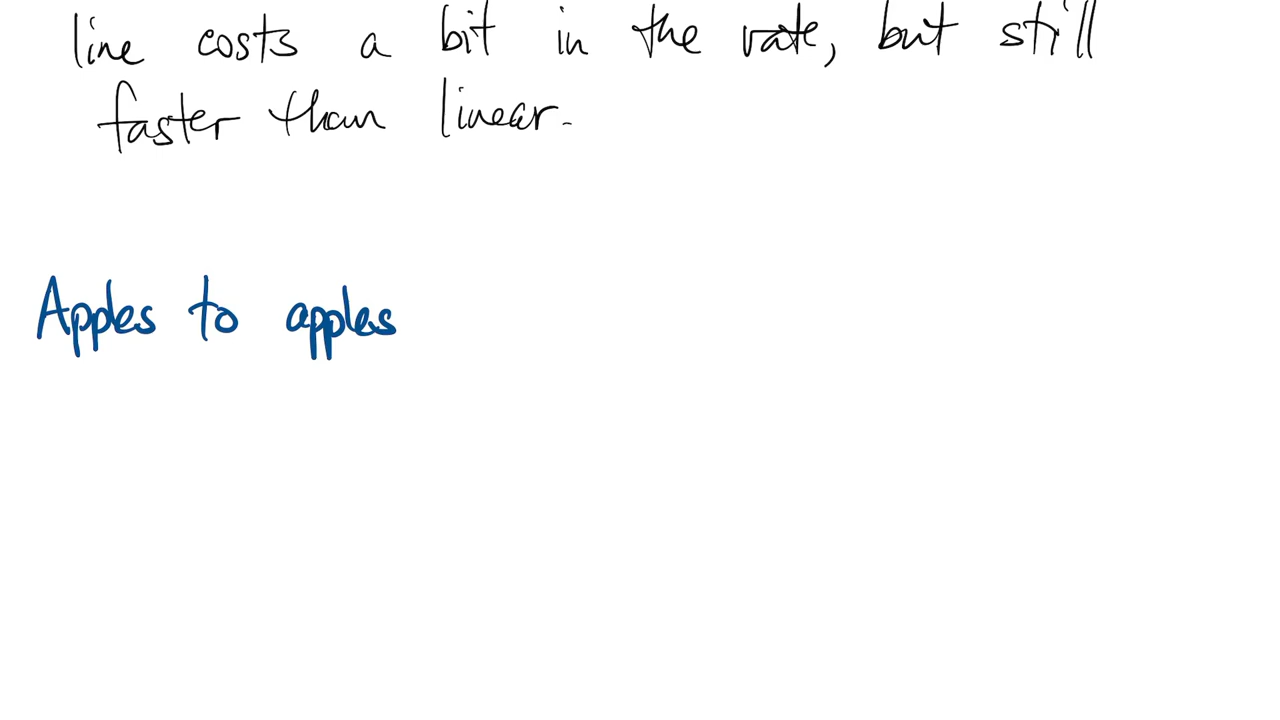 line costs a bit in the rate, but still
faster than linear.
Apples to apples